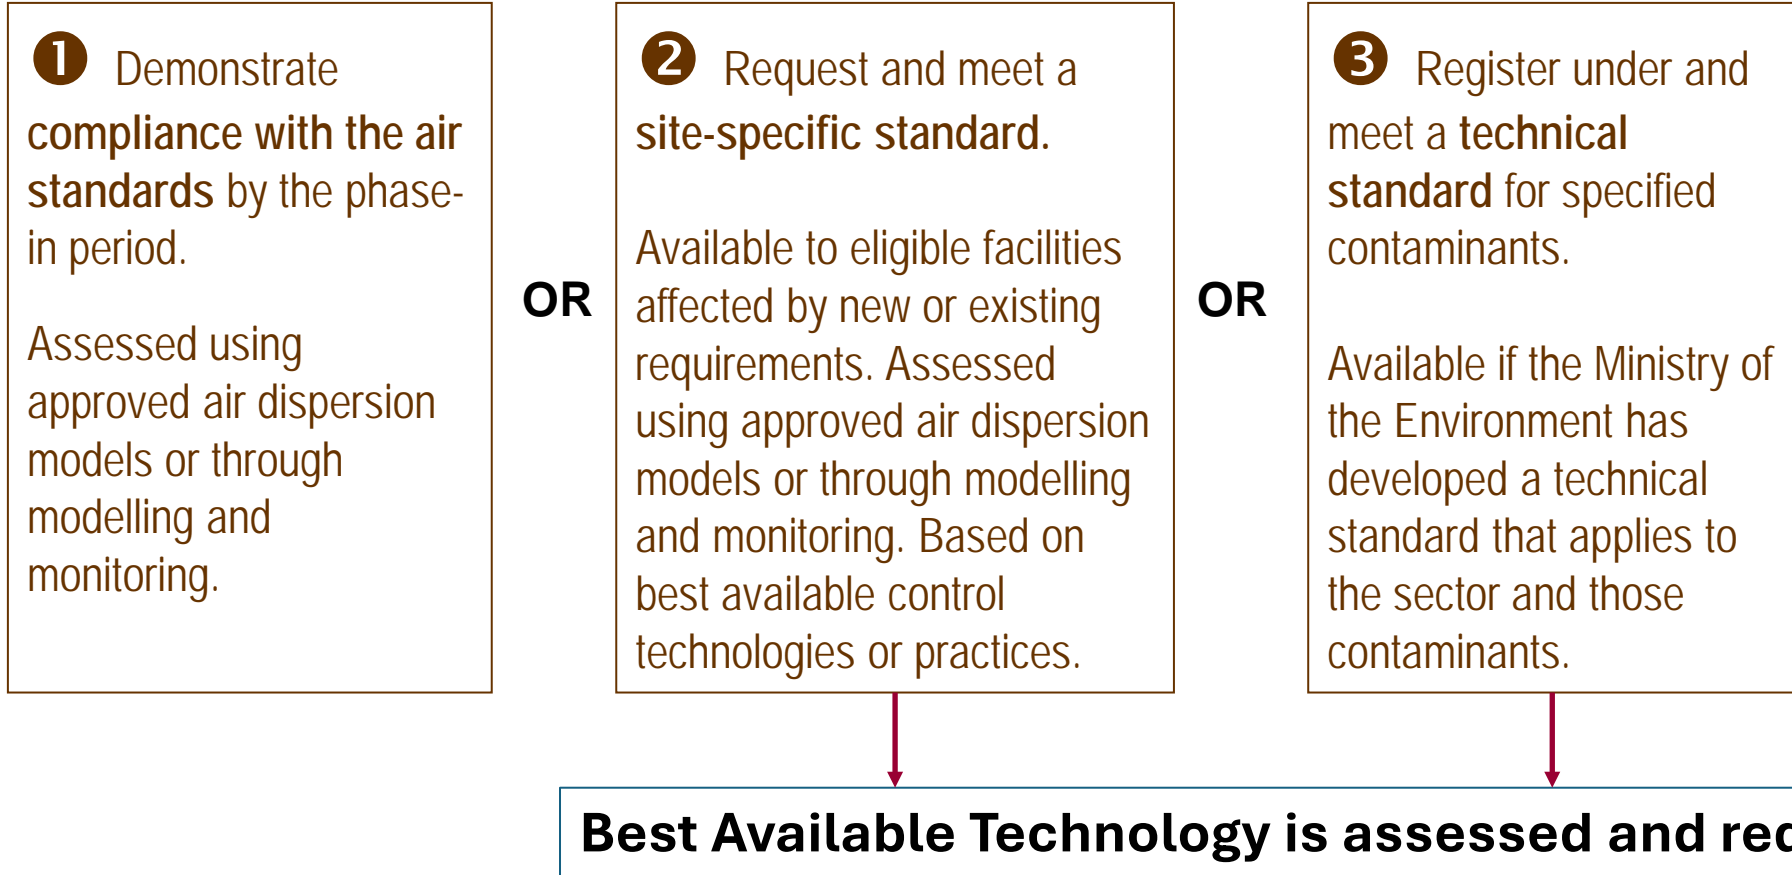 ❶ Demonstrate
compliance with the air
standards by the phase-
in period.
Assessed using
approved air dispersion
models or through
modelling and
monitoring.
OR
❷ Request and meet a
site-specific standard.
Available to eligible facilities
affected by new or existing
requirements. Assessed
using approved air dispersion
models or through modelling
and monitoring. Based on
best available control
technologies or practices.
OR
❸ Register under and
meet a technical
standard for specified
contaminants.
Available if the Ministry of
the Environment has
developed a technical
standard that applies to
the sector and those
contaminants.
Best Available Technology is assessed and